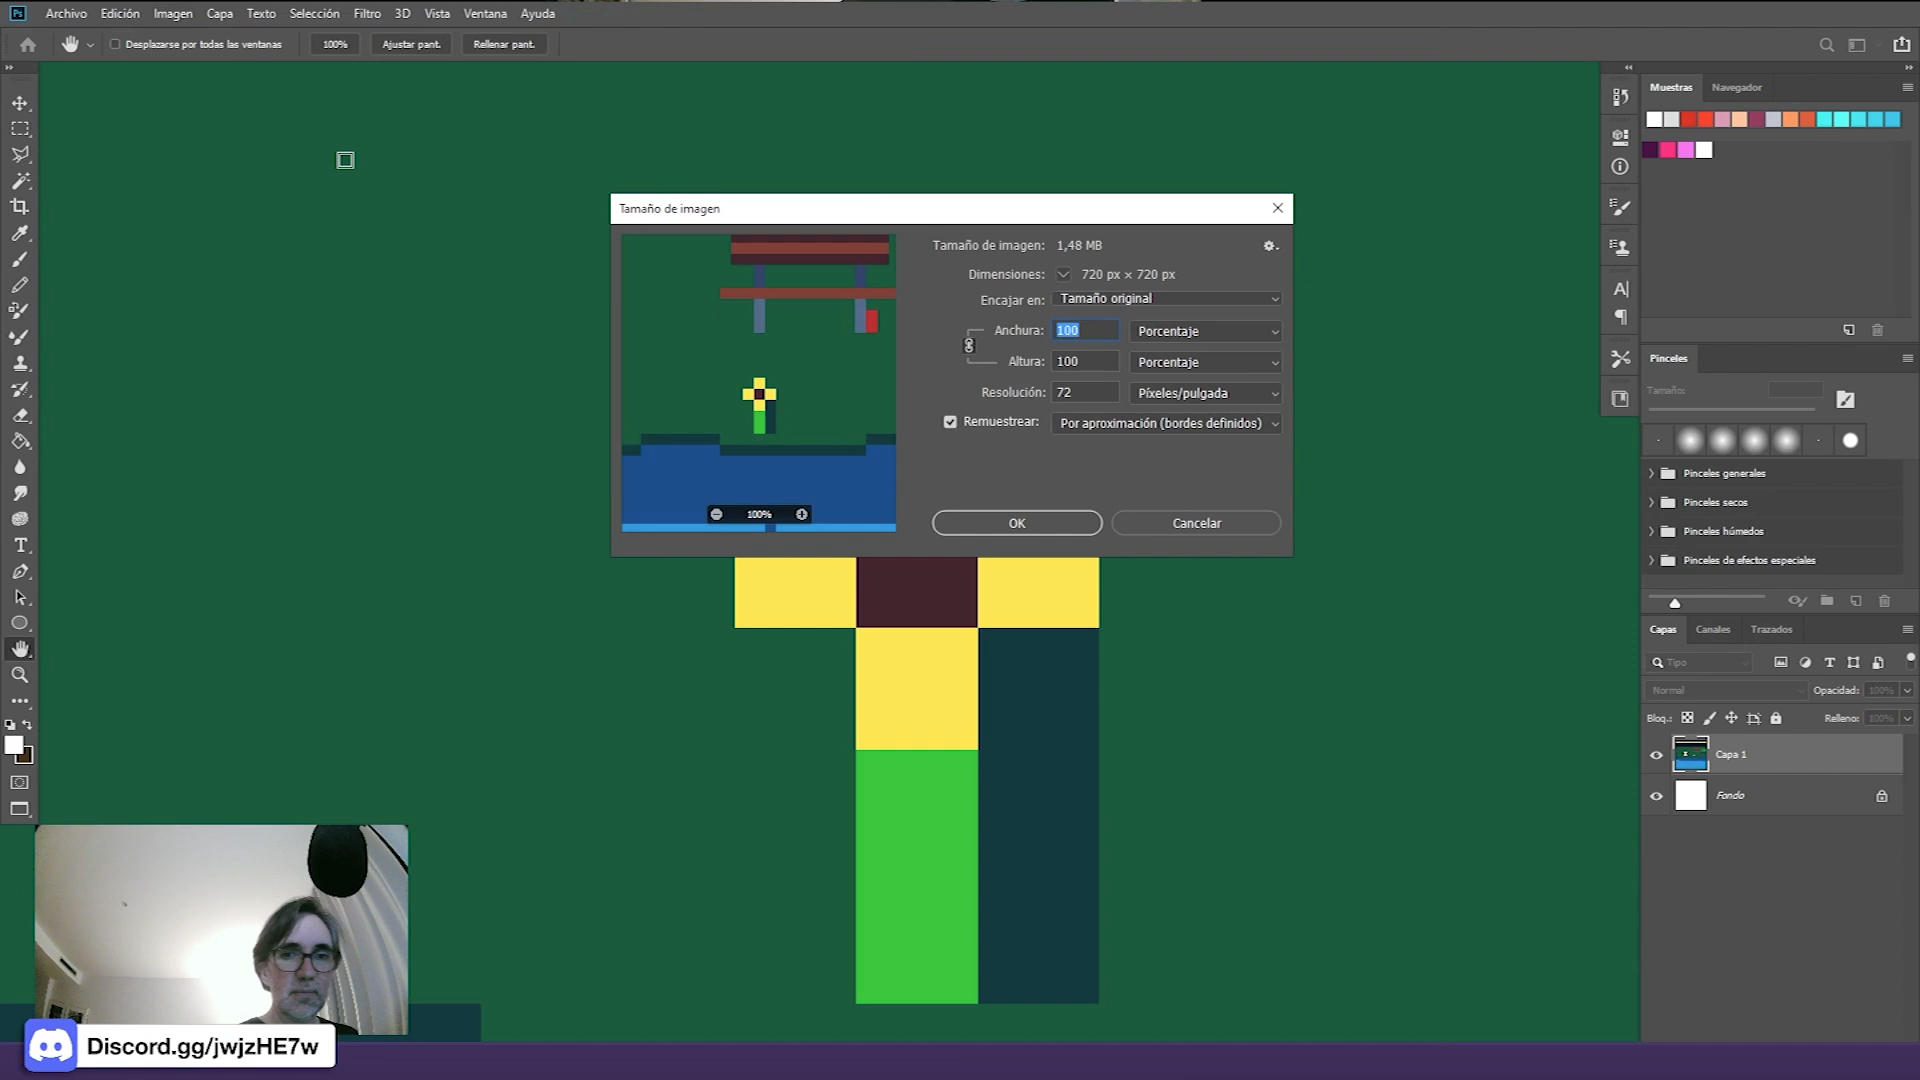 Ps Archivo Edición Imagen Capa Texto Selección Filtro 3D Vista Ventana Ayuda
Desplazarse por todas las ventanas 100% Ajustar pant. Rellenar pant.
Muestras Navegador
Tamaño de imagen
Tamaño de imagen: 1,48 MB
Dimensiones: 720 px × 720 px
Encajar en: Tamaño original
Anchura: 100 Porcentaje
Altura: 100 Porcentaje
Resolución: 72 Píxeles/pulgada
Remuestrear: Por aproximación (bordes definidos)
100%
OK Cancelar
Pinceles
Tamaño:
Pinceles generales
Pinceles secos
Pinceles húmedos
Pinceles de efectos especiales
Capas Canales Trazados
Tipo
Normal Opacidad: 100%
Bloq.: Relleno: 100%
Capa 1
Fondo
Discord.gg/jwjzHE7w